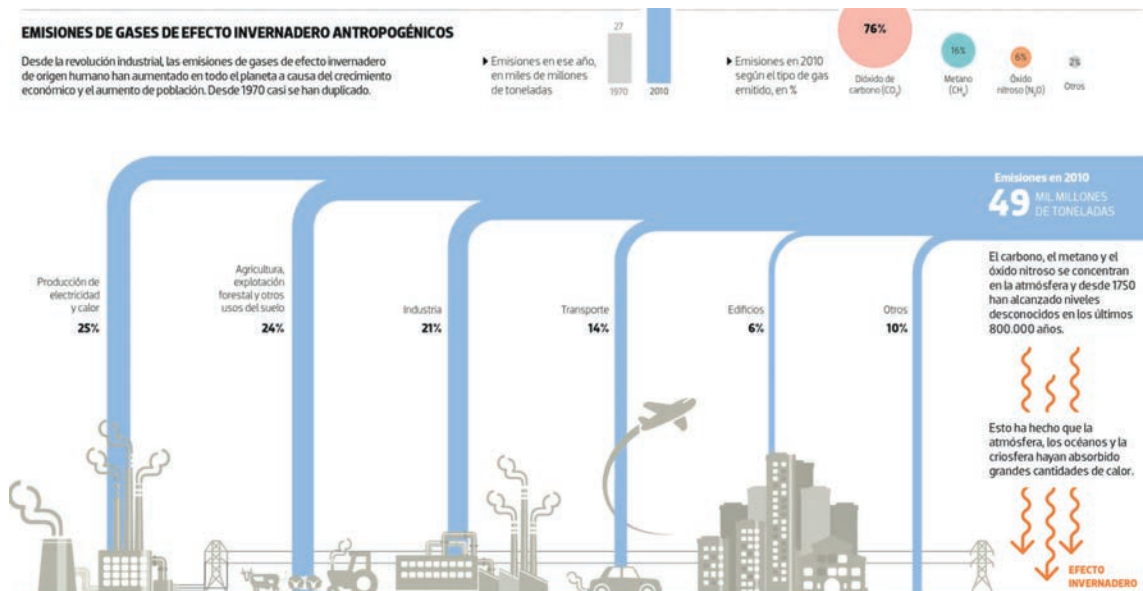 EMISIONES DE GASES DE EFECTO INVERNADERO ANTROPOGÉNICOS
Desde la revolución industrial, las emisiones de gases de efecto invernadero
de origen humano han aumentado en todo el planeta a causa del crecimiento
económico y el aumento de población. Desde 1970 casi se han duplicado.
Emisiones en ese año,
en miles de millones
de toneladas
27
1970
2010
Emisiones en 2010
según el tipo de gas
emitido, en %
76%
Dióxido de
carbono (CO₂)
16%
Metano
(CH₄)
6%
Óxido
nitroso (N₂O)
2%
Otros
Emisiones en 2010
49 MIL MILLONES
DE TONELADAS
Producción de
electricidad
y calor
25%
Agricultura,
explotación
forestal y otros
usos del suelo
24%
Industria
21%
Transporte
14%
Edificios
6%
Otros
10%
El carbono, el metano y el
óxido nitroso se concentran
en la atmósfera y desde 1750
han alcanzado niveles
desconocidos en los últimos
800.000 años.
Esto ha hecho que la
atmósfera, los océanos y la
criosfera hayan absorbido
grandes cantidades de calor.
EFECTO
INVERNADERO